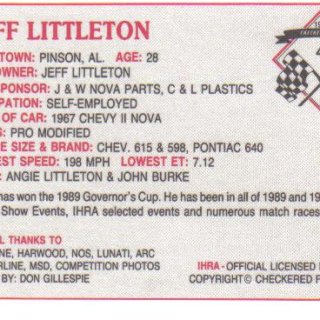 FF LITTLETON
TOWN: PINSON, AL. AGE: 28
OWNER: JEFF LITTLETON
SPONSOR: J & W NOVA PARTS, C & L PLASTICS
PATION: SELF-EMPLOYED
OF CAR: 1967 CHEVY II NOVA
S: PRO MODIFIED
E SIZE & BRAND: CHEV. 615 & 598, PONTIAC 640
EST SPEED: 198 MPH LOWEST ET: 7.12
: ANGIE LITTLETON & JOHN BURKE
has won the 1989 Governor's Cup. He has been in all of 1989 and 1
Show Events, IHRA selected events and numerous match races
L THANKS TO
NE, HARWOOD, NOS, LUNATI, ARC
RLINE, MSD, COMPETITION PHOTOS
BY: DON GILLESPIE
IHRA - OFFICIAL LICENSED
COPYRIGHT© CHECKERED F